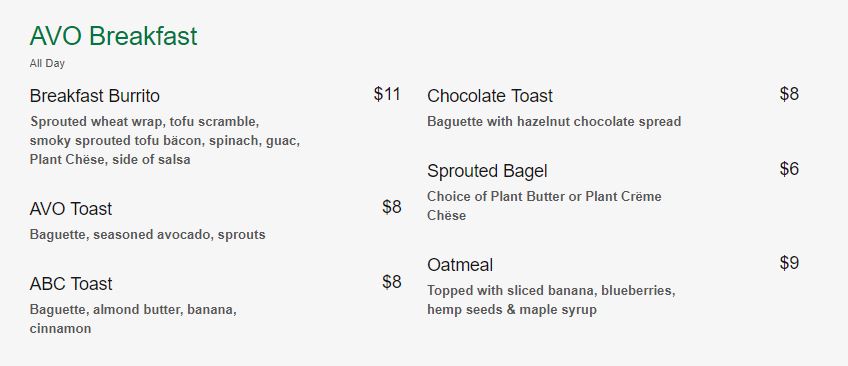 AVO Breakfast
All Day
Breakfast Burrito $11
Sprouted wheat wrap, tofu scramble,
smoky sprouted tofu bäcon, spinach, guac,
Plant Chëse, side of salsa
AVO Toast $8
Baguette, seasoned avocado, sprouts
ABC Toast $8
Baguette, almond butter, banana,
cinnamon
Chocolate Toast $8
Baguette with hazelnut chocolate spread
Sprouted Bagel $6
Choice of Plant Butter or Plant Crëme
Chëse
Oatmeal $9
Topped with sliced banana, blueberries,
hemp seeds & maple syrup